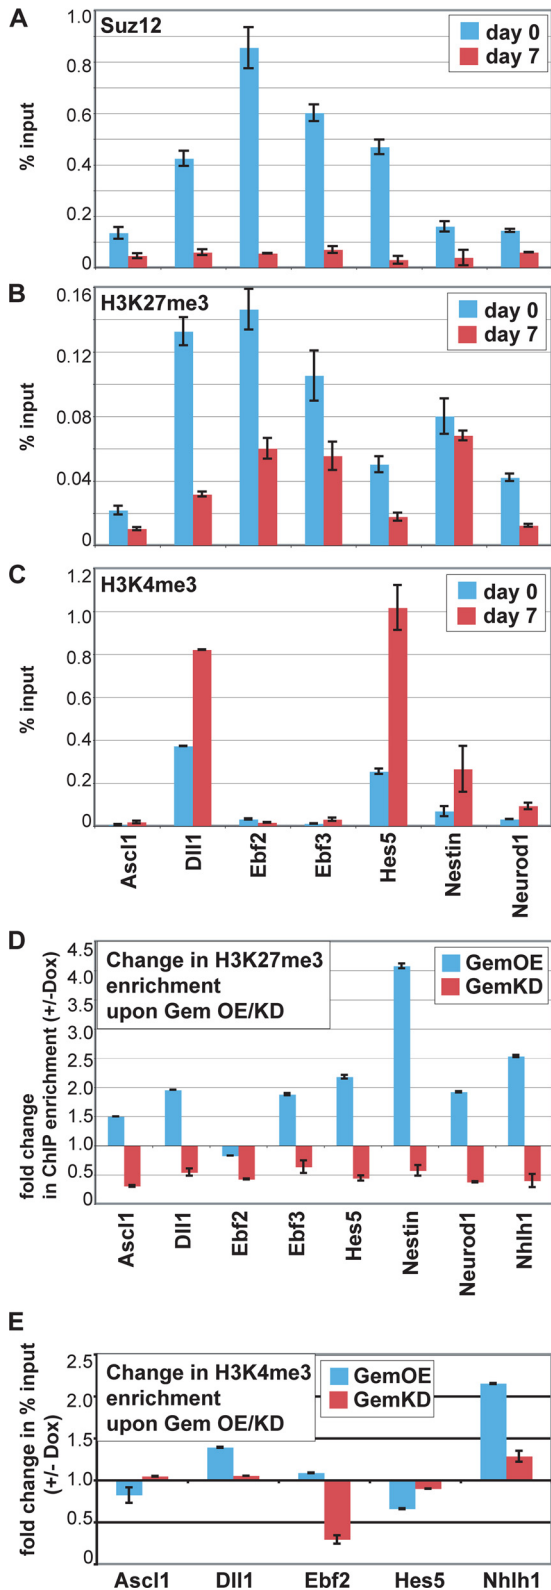 A
Suz12
day 0
day 7
% input
1.0
0.8
0.6
0.4
0.2
0
B
H3K27me3
day 0
day 7
% input
0.16
0.12
0.08
0.04
0
C
H3K4me3
day 0
day 7
% input
1.2
1.0
0.8
0.6
0.4
0.2
0
Ascl1
Dll1
Ebf2
Ebf3
Hes5
Nestin
Neurod1
D
Change in H3K27me3
enrichment
upon Gem OE/KD
GemOE
GemKD
fold change
in ChIP enrichment (+/-Dox)
5.0
4.5
3.5
3.0
2.5
2.0
1.0
0.5
0.0
Ascl1
Dll1
Ebf2
Ebf3
Hes5
Nestin
Neurod1
Nhlh1
E
Change in H3K4me3
enrichment
upon Gem OE/KD
GemOE
GemKD
fold change in % input
(+/- Dox)
2.5
2.0
1.5
1.0
0.5
0
Ascl1
Dll1
Ebf2
Hes5
Nhlh1